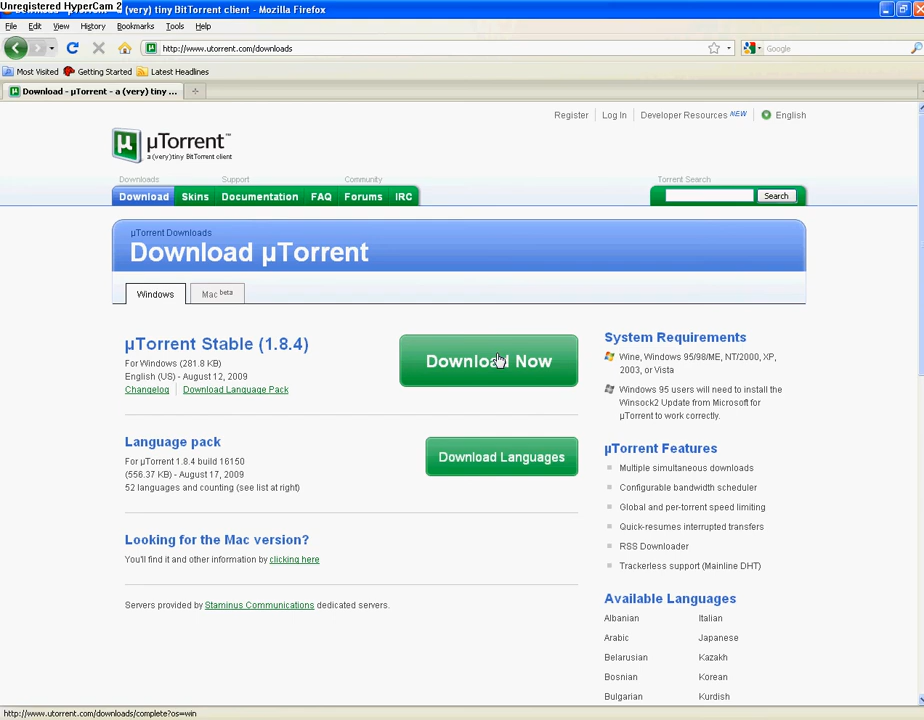 Unregistered HyperCam 2
(very) tiny BitTorrent client - Mozilla Firefox
File Edit View History Bookmarks Tools Help
http://www.utorrent.com/downloads
Google
Most Visited Getting Started Latest Headlines
Download - µTorrent - a (very) tiny ...
Register Log In Developer Resources NEW English
µTorrent™
a (very)tiny BitTorrent client
Downloads Support Community Torrent Search
Download Skins Documentation FAQ Forums IRC Search
µTorrent Downloads
Download µTorrent
Windows Mac beta
µTorrent Stable (1.8.4)
For Windows (281.8 KB)
English (US) - August 12, 2009
Changelog Download Language Pack
Download Now
Language pack
For µTorrent 1.8.4 build 16150
(556.37 KB) - August 17, 2009
52 languages and counting (see list at right)
Download Languages
Looking for the Mac version?
You'll find it and other information by clicking here
Servers provided by Staminus Communications dedicated servers.
System Requirements
Wine, Windows 95/98/ME, NT/2000, XP,
2003, or Vista
Windows 95 users will need to install the
Winsock2 Update from Microsoft for
µTorrent to work correctly.
µTorrent Features
Multiple simultaneous downloads
Configurable bandwidth scheduler
Global and per-torrent speed limiting
Quick-resumes interrupted transfers
RSS Downloader
Trackerless support (Mainline DHT)
Available Languages
Albanian Italian
Arabic Japanese
Belarusian Kazakh
Bosnian Korean
Bulgarian Kurdish
http://www.utorrent.com/downloads/complete?os=win